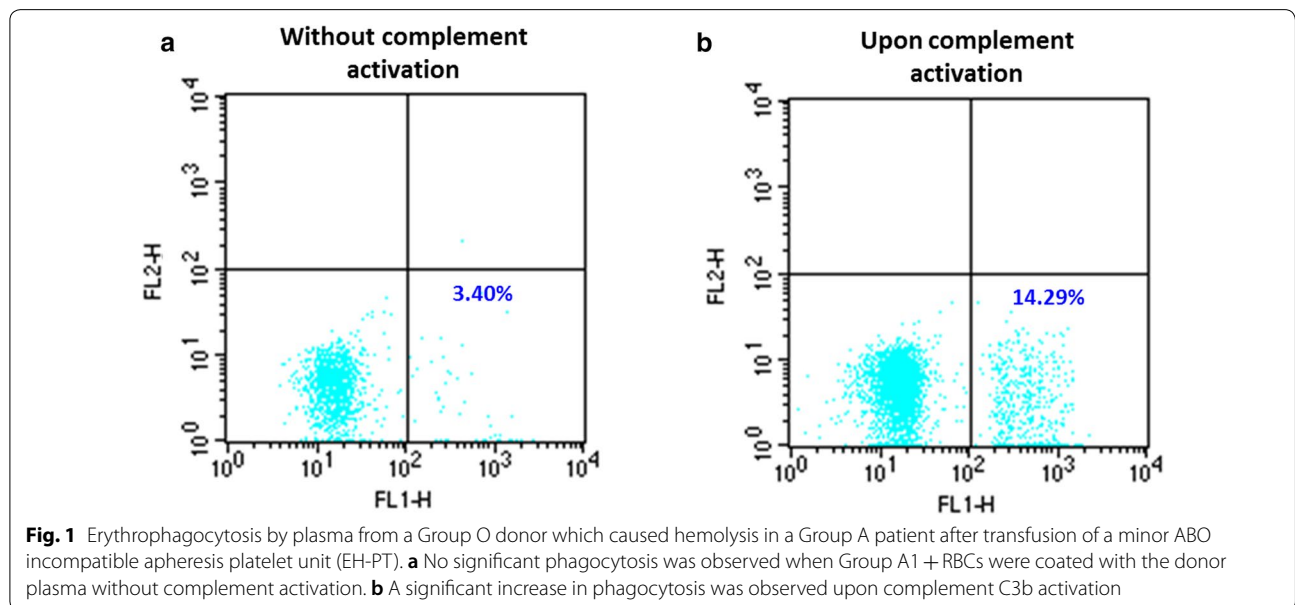 a
Without complement
activation
10^4
10^3
10^2
10^1
10^0
FL2-H
3.40%
10^0 10^1 10^2 10^3 10^4
FL1-H
b
Upon complement
activation
10^4
10^3
10^2
10^1
10^0
FL2-H
14.29%
10^0 10^1 10^2 10^3 10^4
FL1-H
Fig. 1 Erythrophagocytosis by plasma from a Group O donor which caused hemolysis in a Group A patient after transfusion of a minor ABO
incompatible apheresis platelet unit (EH-PT). a No significant phagocytosis was observed when Group A1 + RBCs were coated with the donor
plasma without complement activation. b A significant increase in phagocytosis was observed upon complement C3b activation